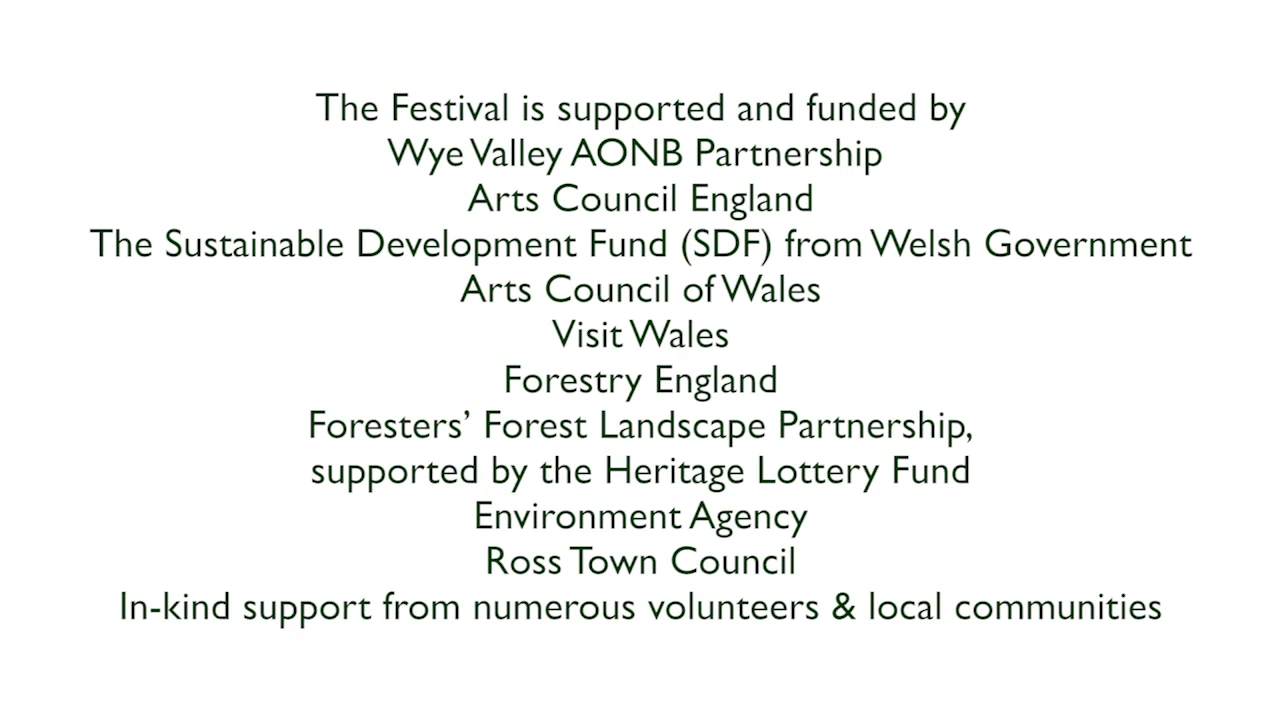 The Festival is supported and funded by
Wye Valley AONB Partnership
Arts Council England
The Sustainable Development Fund (SDF) from Welsh Government
Arts Council of Wales
Visit Wales
Forestry England
Foresters’ Forest Landscape Partnership,
supported by the Heritage Lottery Fund
Environment Agency
Ross Town Council
In-kind support from numerous volunteers & local communities